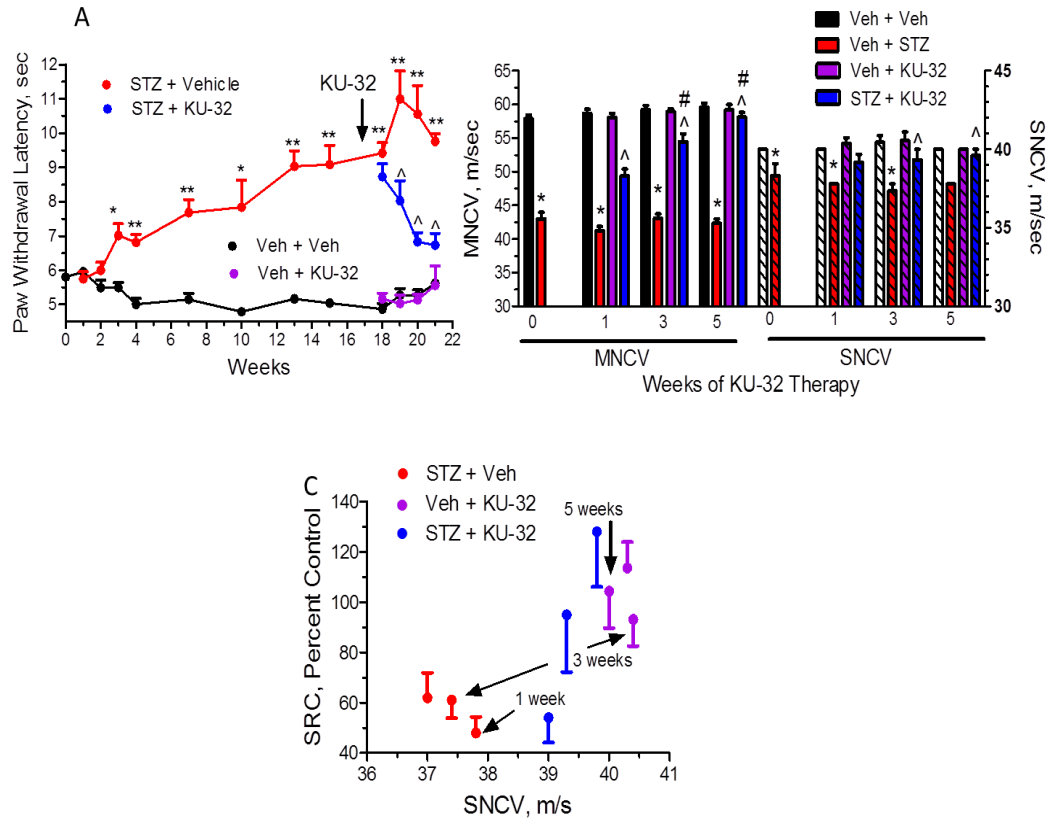 A
Paw Withdrawal Latency, sec
12
11
10
9
8
7
6
5
STZ + Vehicle
STZ + KU-32
KU-32
Veh + Veh
Veh + KU-32
* ** ** ** * ** ** ** ** ** **
^ ^ ^
0 2 4 6 8 10 12 14 16 18 20 22
Weeks
Veh + Veh
Veh + STZ
Veh + KU-32
STZ + KU-32
MNCV, m/sec
65
60
55
50
45
40
35
30
* * ^ * # ^ * # ^
* * * ^ ^
45
40
35
30
SNCV, m/sec
0 1 3 5 0 1 3 5
MNCV SNCV
Weeks of KU-32 Therapy
C
STZ + Veh
Veh + KU-32
STZ + KU-32
SRC, Percent Control
140
120
100
80
60
40
5 weeks
3 weeks
1 week
36 37 38 39 40 41
SNCV, m/s